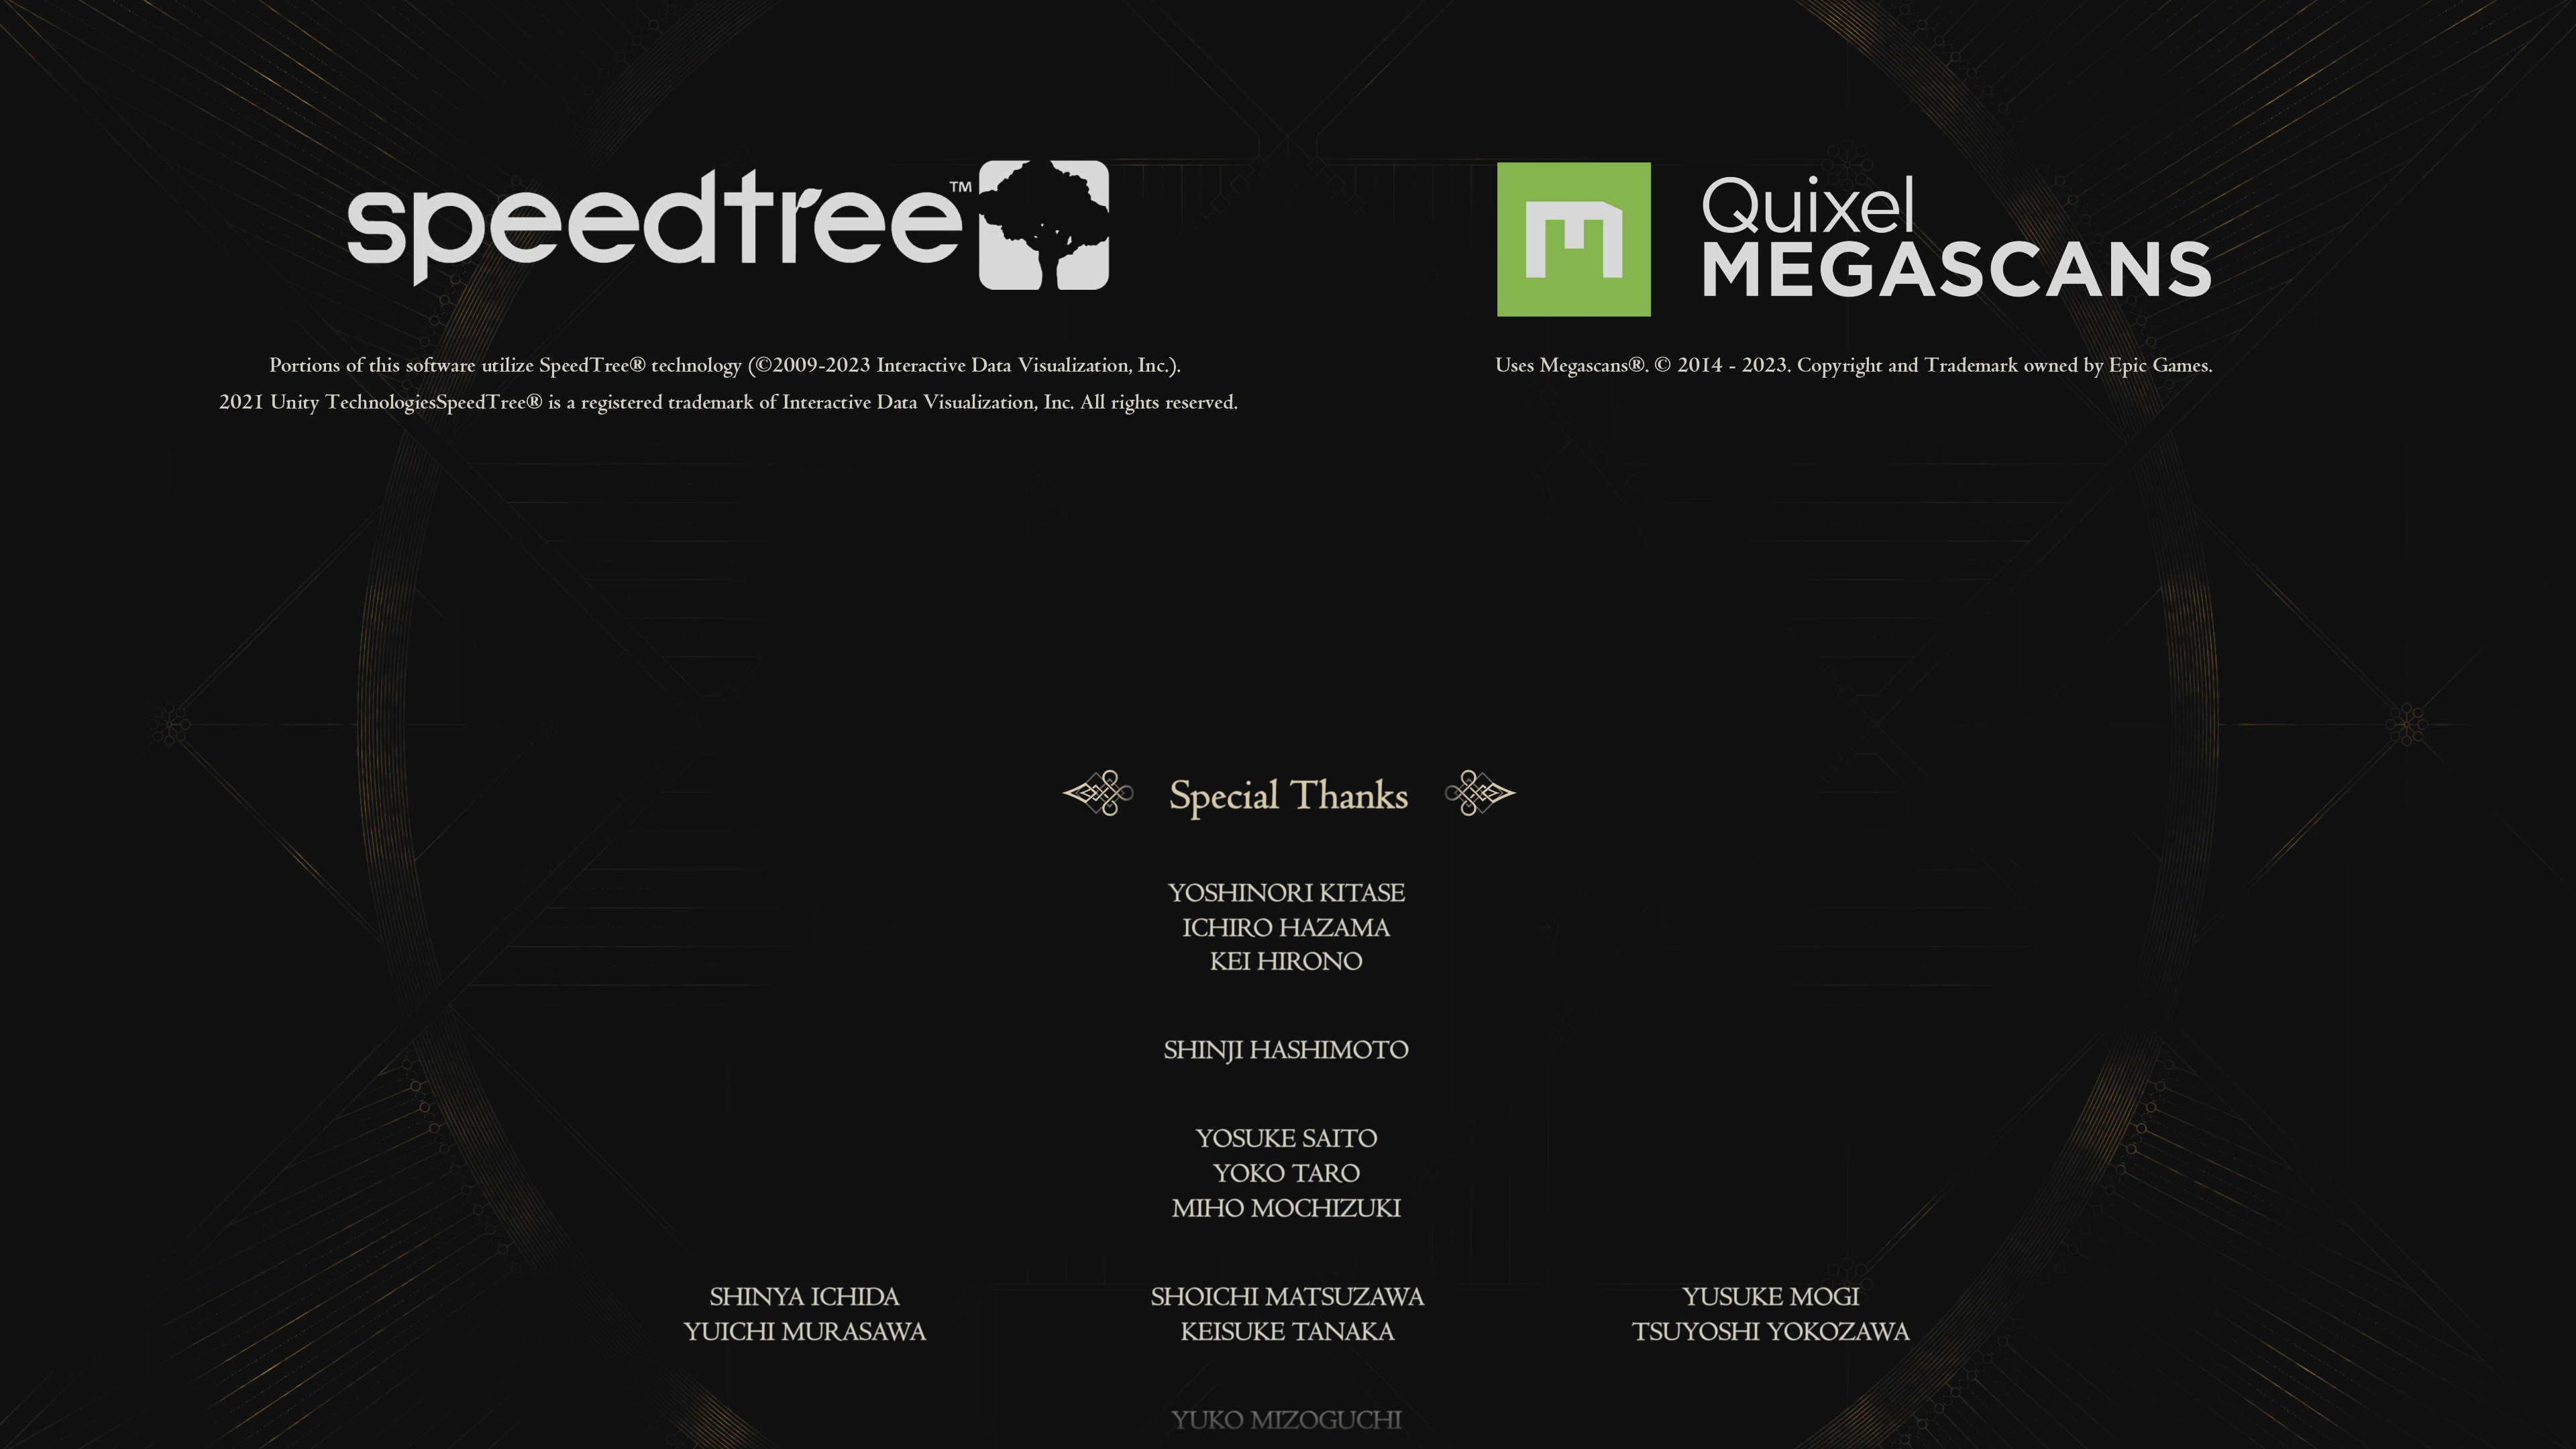 speedtree™
Quixel
MEGASCANS
Portions of this software utilize SpeedTree® technology (©2009-2023 Interactive Data Visualization, Inc.).
2021 Unity TechnologiesSpeedTree® is a registered trademark of Interactive Data Visualization, Inc. All rights reserved.
Uses Megascans®. © 2014 - 2023. Copyright and Trademark owned by Epic Games.
Special Thanks
YOSHINORI KITASE
ICHIRO HAZAMA
KEI HIRONO
SHINJI HASHIMOTO
YOSUKE SAITO
YOKO TARO
MIHO MOCHIZUKI
SHINYA ICHIDA
SHOICHI MATSUZAWA
YUSUKE MOGI
YUICHI MURASAWA
KEISUKE TANAKA
TSUYOSHI YOKOZAWA
YUKO MIZOGUCHI